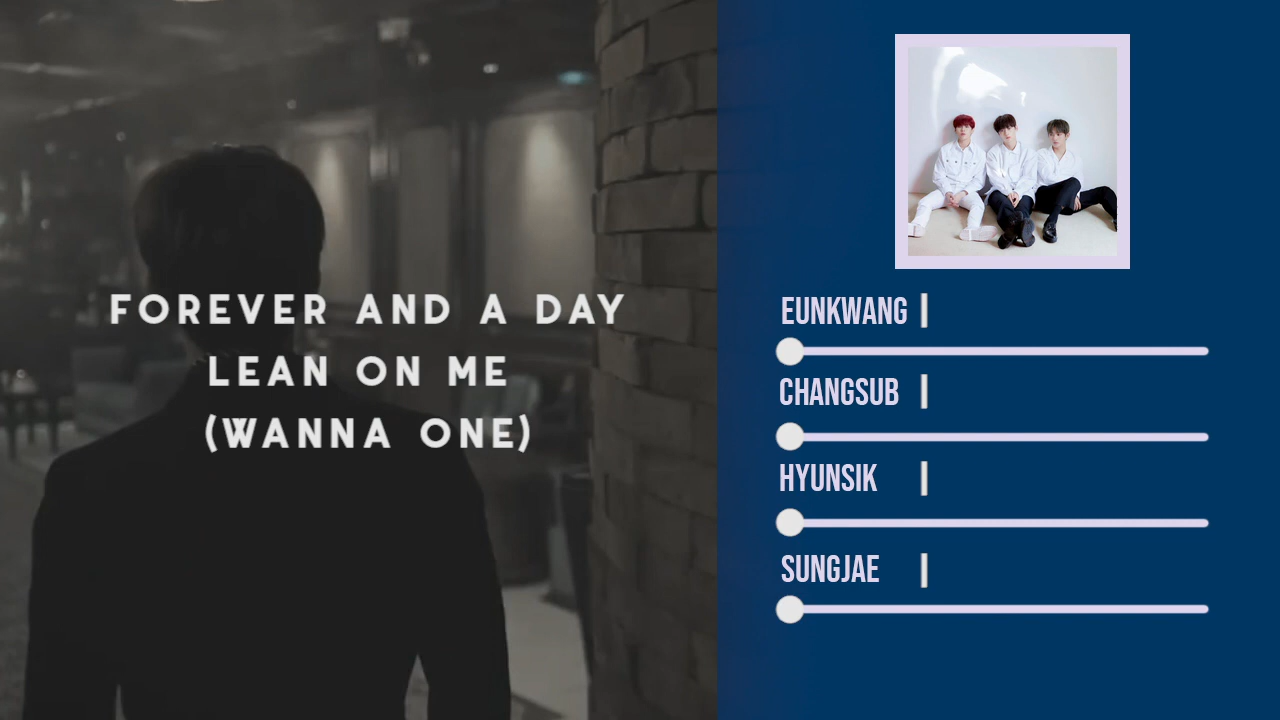 FOREVER AND A DAY
LEAN ON ME
(WANNA ONE)
EUNKWANG |
CHANGSUB |
HYUNSIK |
SUNGJAE |